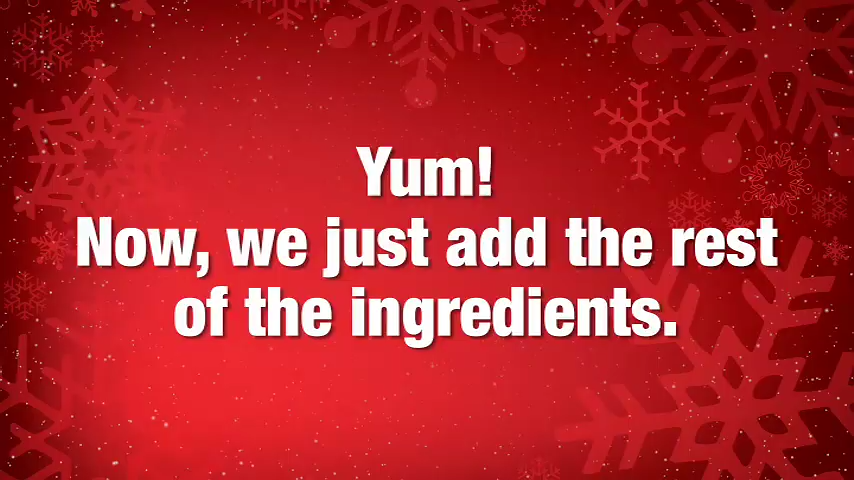 Yum!
Now, we just add the rest
of the ingredients.